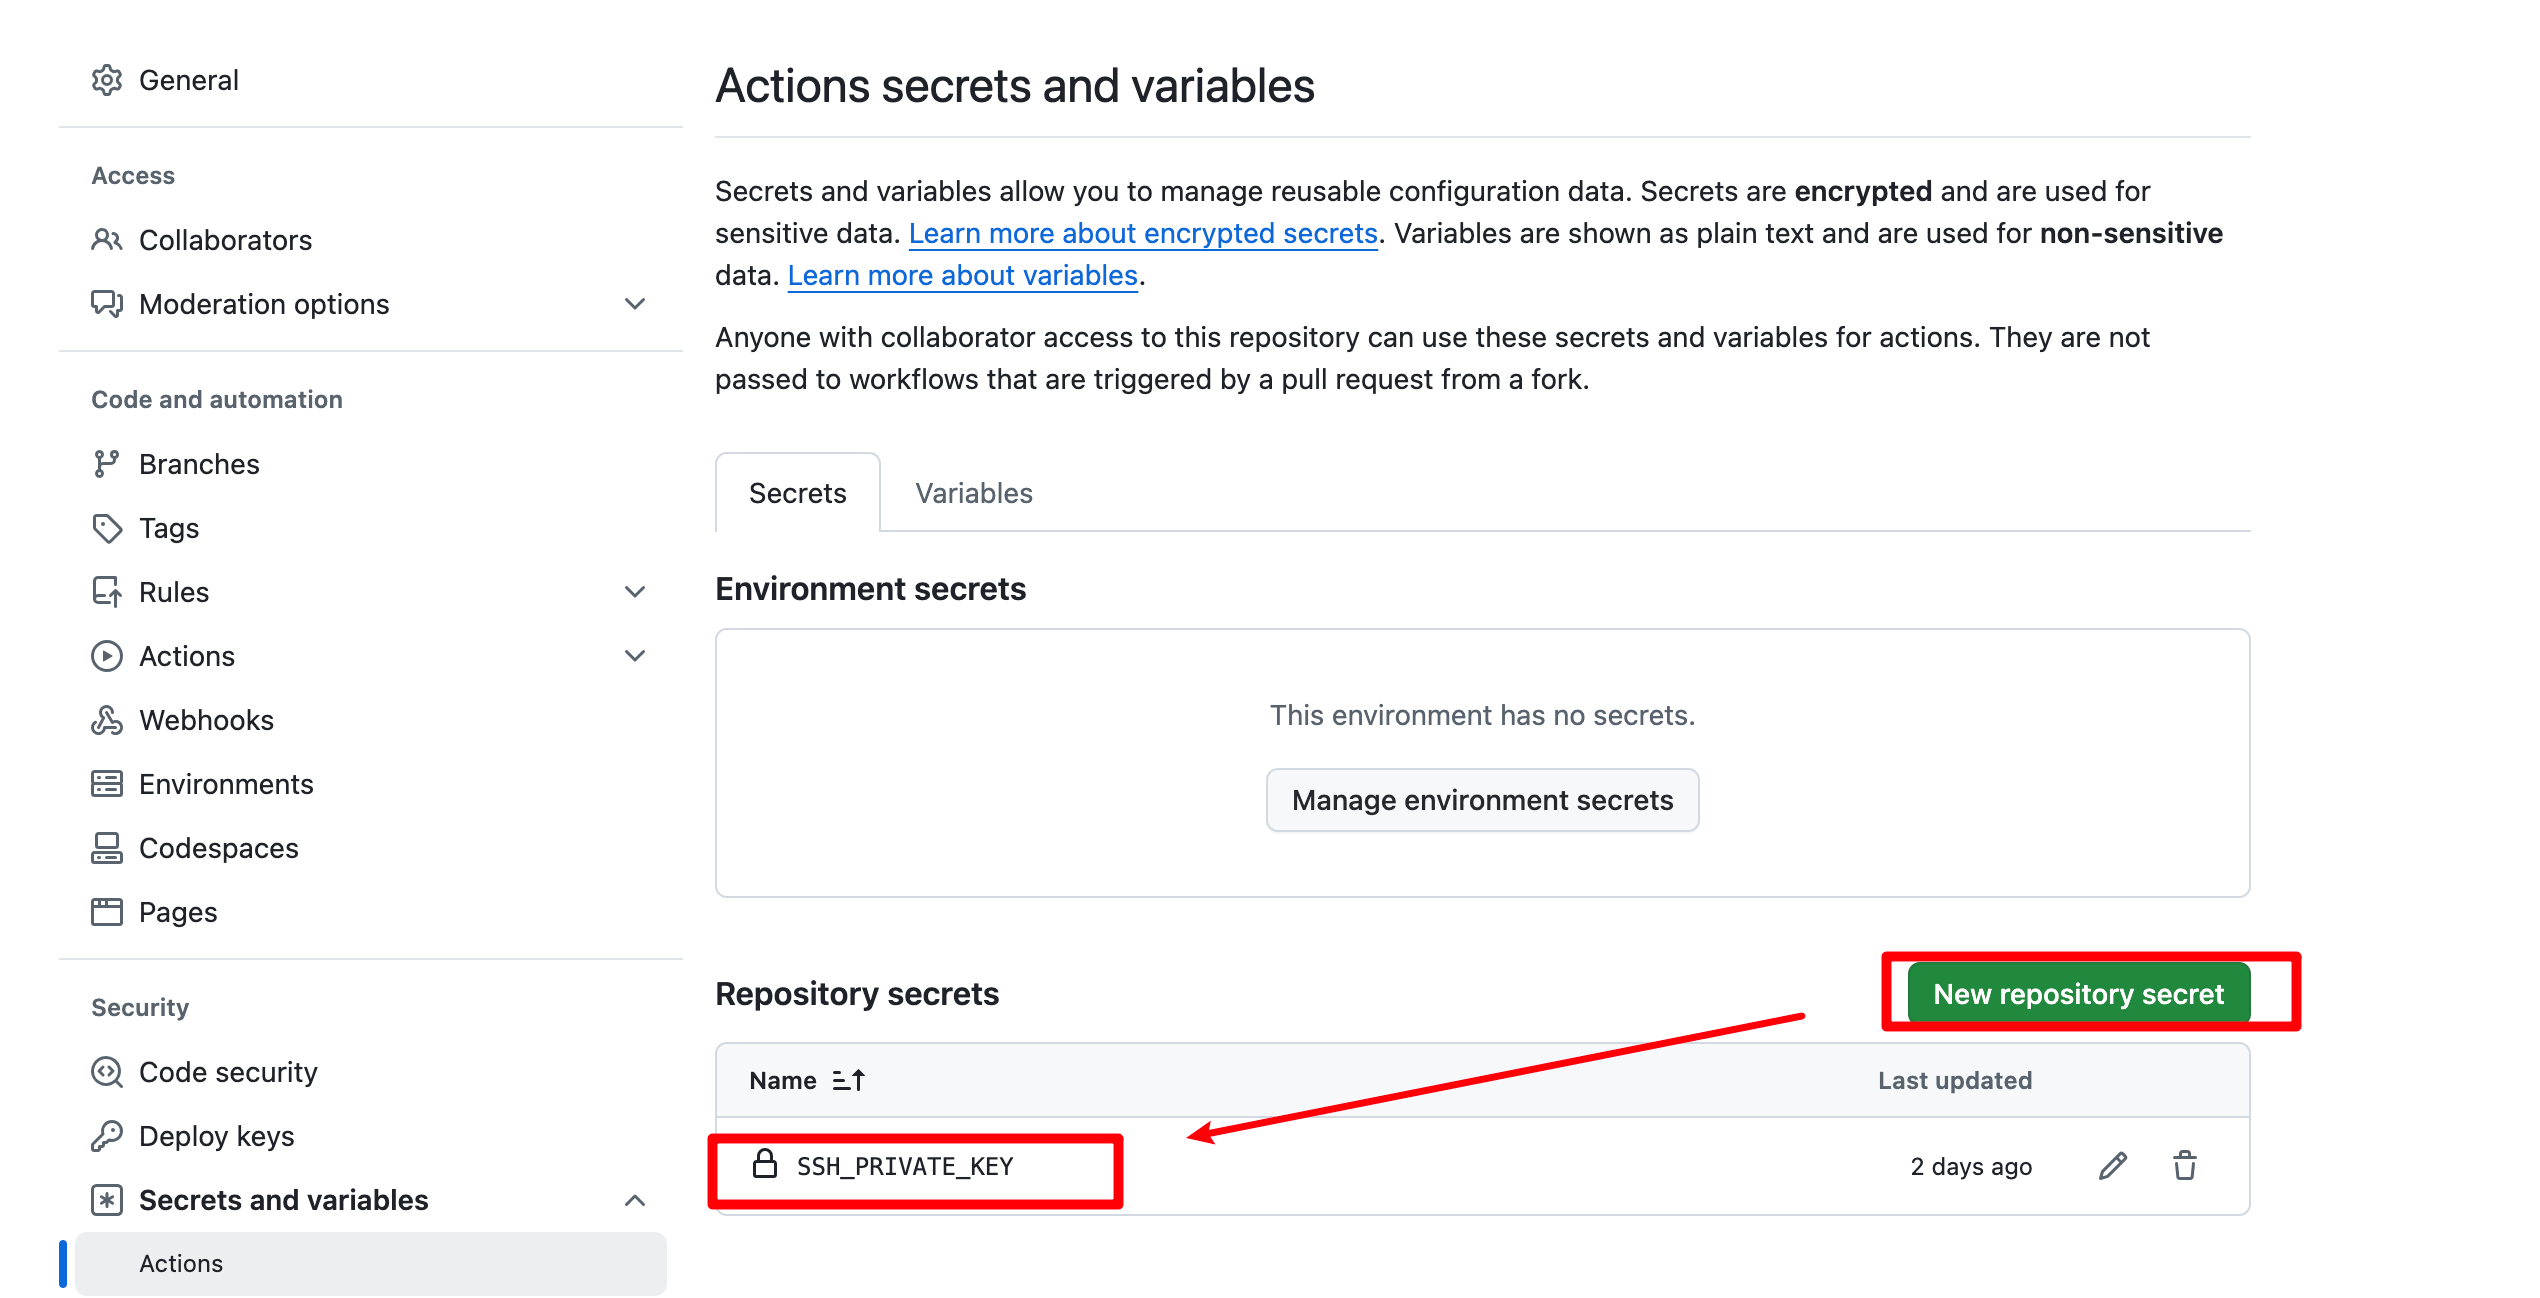 General
Access
Collaborators
Moderation options
Code and automation
Branches
Tags
Rules
Actions
Webhooks
Environments
Codespaces
Pages
Security
Code security
Deploy keys
Secrets and variables
Actions
Actions secrets and variables
Secrets and variables allow you to manage reusable configuration data. Secrets are encrypted and are used for
sensitive data. Learn more about encrypted secrets. Variables are shown as plain text and are used for non-sensitive
data. Learn more about variables.
Anyone with collaborator access to this repository can use these secrets and variables for actions. They are not
passed to workflows that are triggered by a pull request from a fork.
Secrets Variables
Environment secrets
This environment has no secrets.
Manage environment secrets
Repository secrets New repository secret
Name Last updated
SSH_PRIVATE_KEY 2 days ago